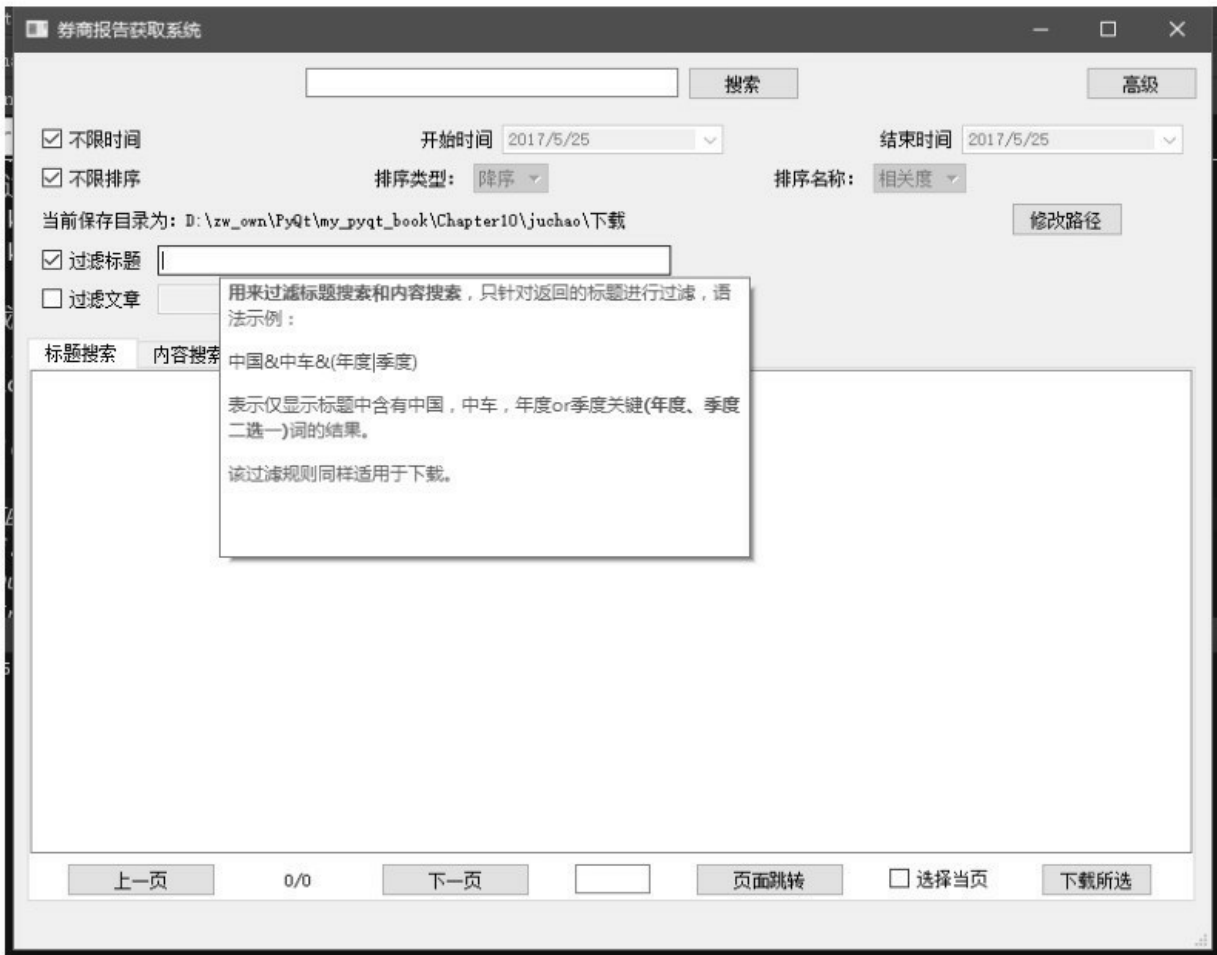 券商报告获取系统
搜索
高级
不限时间
开始时间 2017/5/25
结束时间 2017/5/25
不限排序
排序类型： 降序
排序名称： 相关度
当前保存目录为：D:\zw_own\PyQt\my_pyqt_book\Chapter10\juchao\下载
修改路径
过滤标题
过滤文章
用来过滤标题搜索和内容搜索，只针对返回的标题进行过滤，语
法示例：
中国&中车&(年度|季度)
表示仅显示标题中含有中国，中车，年度or季度关键(年度、季度
二选一)词的结果。
该过滤规则同样适用于下载。
标题搜索
内容搜索
上一页
0/0
下一页
页面跳转
选择当页
下载所选